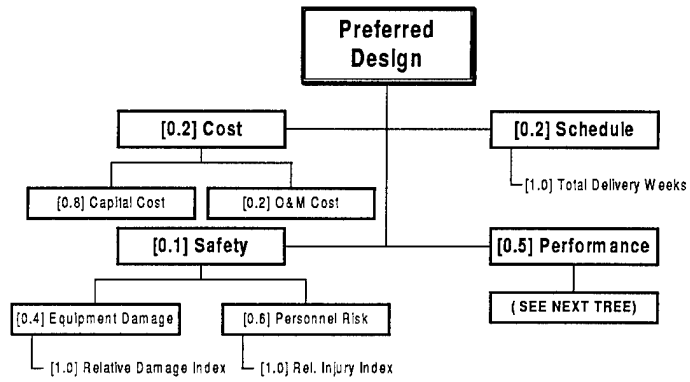 Preferred
Design
[0.2] Cost
[0.2] Schedule
[0.8] Capital Cost
[0.2] O&M Cost
[1.0] Total Delivery Weeks
[0.1] Safety
[0.5] Performance
(SEE NEXT TREE)
[0.4] Equipment Damage
[0.6] Personnel Risk
[1.0] Relative Damage Index
[1.0] Rel. Injury Index